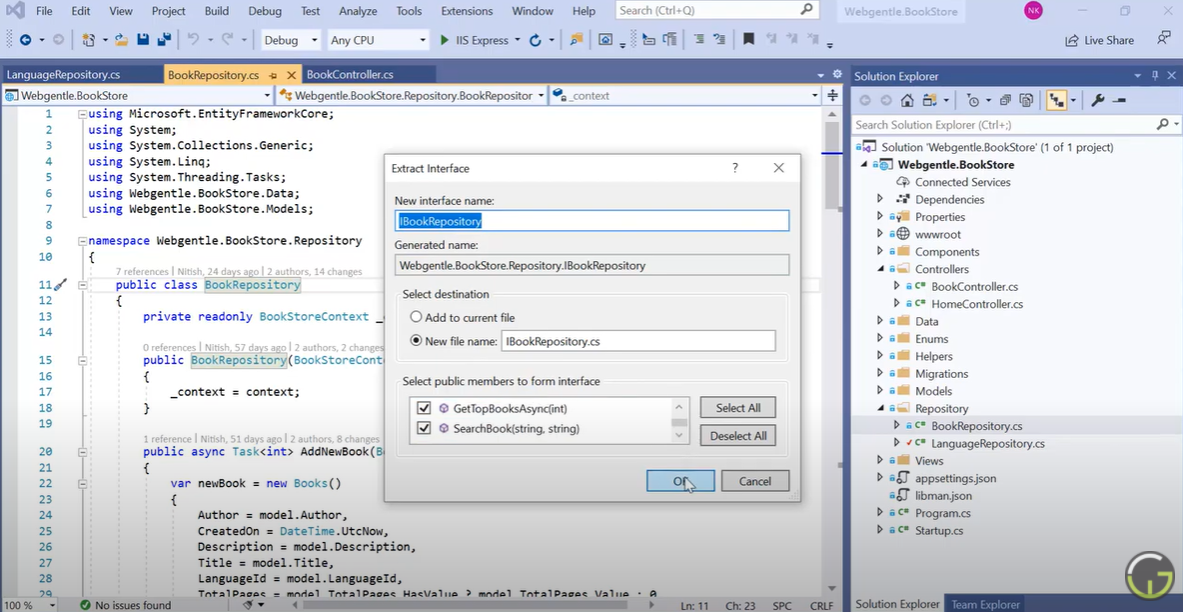 File Edit View Project Build Debug Test Analyze Tools Extensions Window Help Search (Ctrl+Q) Webgentle.BookStore NK
Debug Any CPU IIS Express Live Share
LanguageRepository.cs BookRepository.cs BookController.cs
Webgentle.BookStore Webgentle.BookStore.Repository.BookRepositor _context
1 using Microsoft.EntityFrameworkCore;
2 using System;
3 using System.Collections.Generic;
4 using System.Linq;
5 using System.Threading.Tasks;
6 using Webgentle.BookStore.Data;
7 using Webgentle.BookStore.Models;
8
9 namespace Webgentle.BookStore.Repository
10 {
7 references | Nitish, 24 days ago | 2 authors, 14 changes
11 public class BookRepository
12 {
13 private readonly BookStoreContext _c
14
0 references | Nitish, 57 days ago | 2 authors, 2 changes
15 public BookRepository(BookStoreCont
16 {
17 _context = context;
18 }
19
1 reference | Nitish, 51 days ago | 2 authors, 8 changes
20 public async Task<int> AddNewBook(Bo
21 {
22 var newBook = new Books()
23 {
24 Author = model.Author,
25 CreatedOn = DateTime.UtcNow,
26 Description = model.Description,
27 Title = model.Title,
28 LanguageId = model.LanguageId,
29 TotalPages = model.TotalPages.HasValue ? model.TotalPages.Value : 0
100 % No issues found Ln: 11 Ch: 23 SPC CRLF
Extract Interface ?
New interface name:
IBookRepository
Generated name:
Webgentle.BookStore.Repository.IBookRepository
Select destination
Add to current file
New file name: IBookRepository.cs
Select public members to form interface
GetTopBooksAsync(int)
SearchBook(string, string)
Select All
Deselect All
OK Cancel
Solution Explorer
Search Solution Explorer (Ctrl+;)
Solution 'Webgentle.BookStore' (1 of 1 project)
Webgentle.BookStore
Connected Services
Dependencies
Properties
wwwroot
Components
Controllers
C# BookController.cs
C# HomeController.cs
Data
Enums
Helpers
Migrations
Models
Repository
C# BookRepository.cs
C# LanguageRepository.cs
Views
appsettings.json
libman.json
C# Program.cs
C# Startup.cs
Solution Explorer Team Explorer